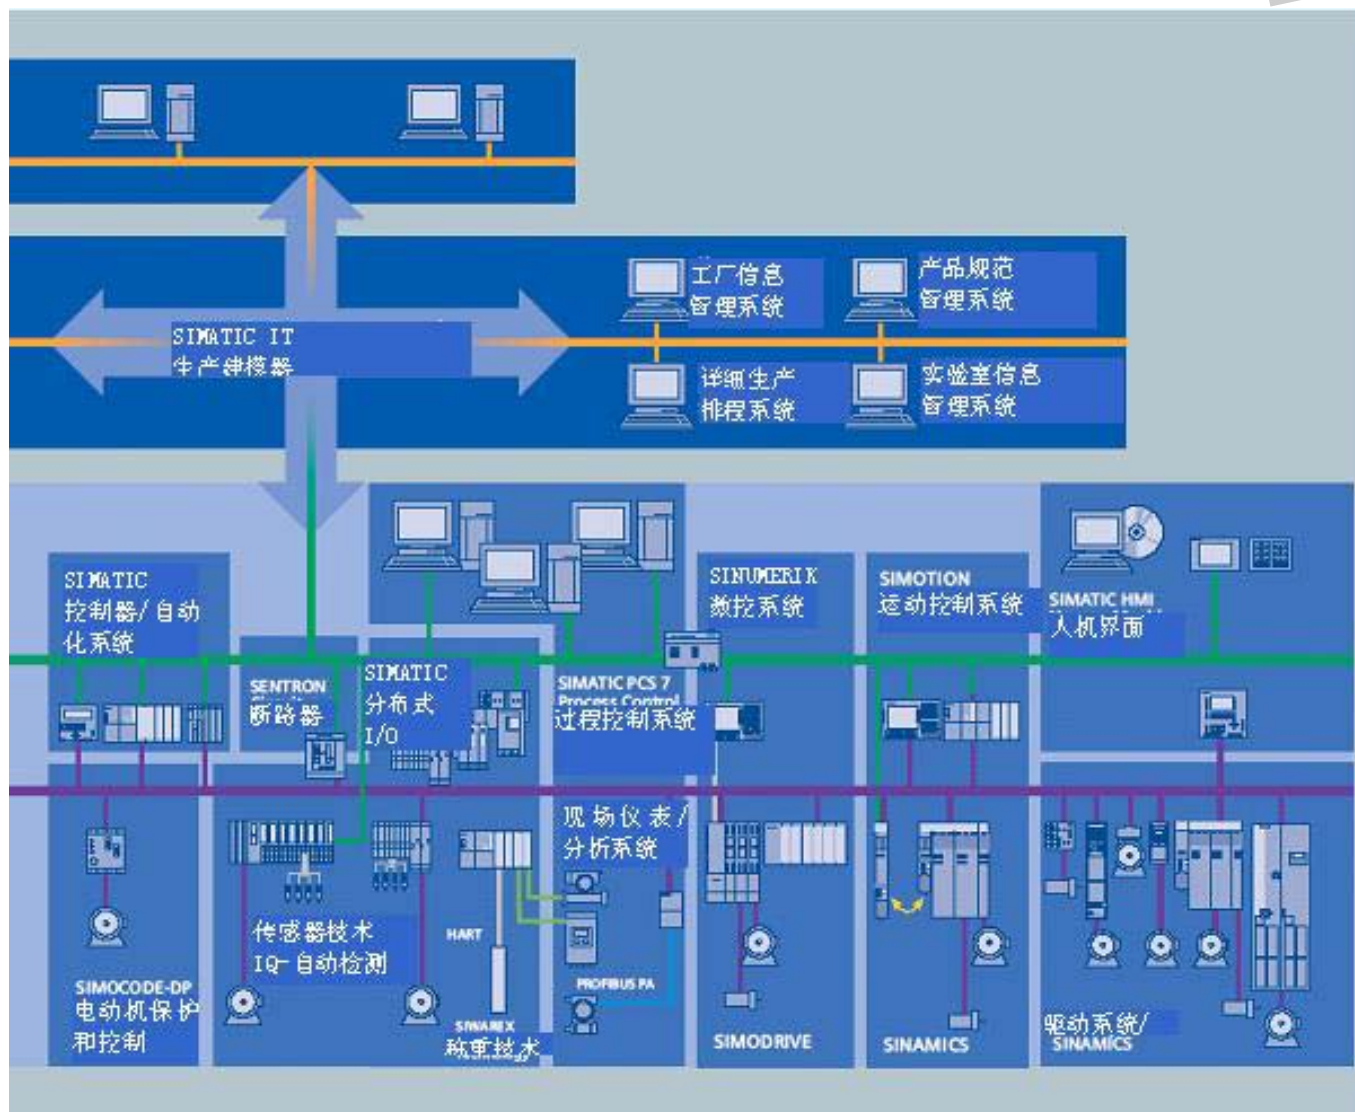 工厂信息
管理系统
产品规范
管理系统
SIMATIC IT
生产建模器
详细生产
排程系统
实验室信息
管理系统
SIMATIC
控制器/自动
化系统
SENTRON
断路器
SIMATIC
分布式
I/O
SIMATIC PCS 7
Process Control
过程控制系统
SINUMERIK
数控系统
SIMOTION
运动控制系统
SIMATIC HMI
人机界面
现场仪表/
分析系统
传感器技术
IQ-自动检测
HART
PROFIBUS PA
SIMOCODE-DP
电动机保护
和控制
SIWAREX
称重技术
SIMODRIVE
SINAMICS
驱动系统/
SINAMICS